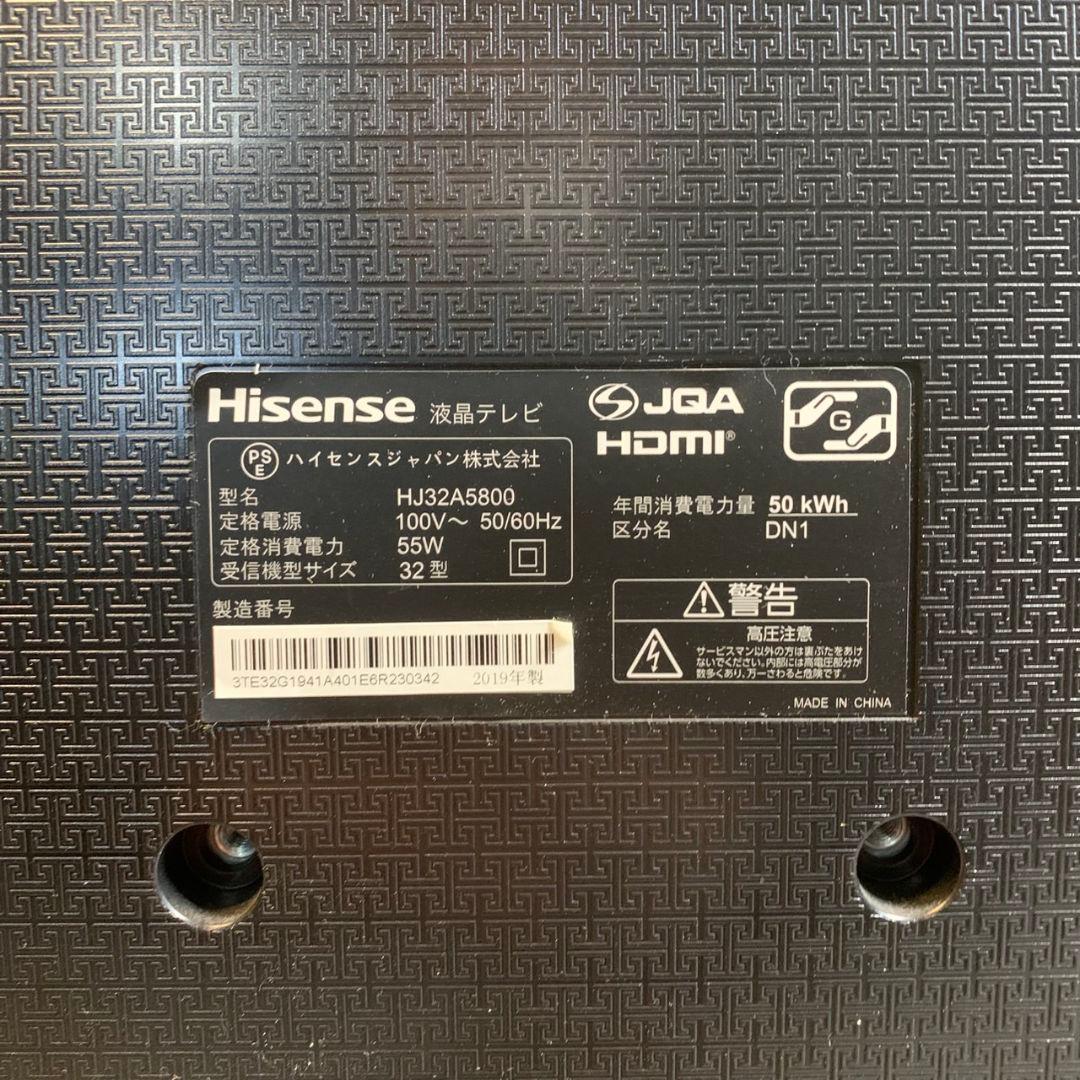 Hisense 液晶テレビ
PSE ハイセンスジャパン株式会社
型名 HJ32A5800
定格電源 100V～ 50/60Hz
定格消費電力 55W
受信機型サイズ 32型
製造番号
3TE32G1941A401E6R230342 2019年製
JQA
HDMI®
G
年間消費電力量 50 kWh
区分名 DN1
警告
高圧注意
サービスマン以外の方は裏ぶたをあけ
ないでください。内部には高電圧部分が
数多くあり、万一さわると危険です。
MADE IN CHINA